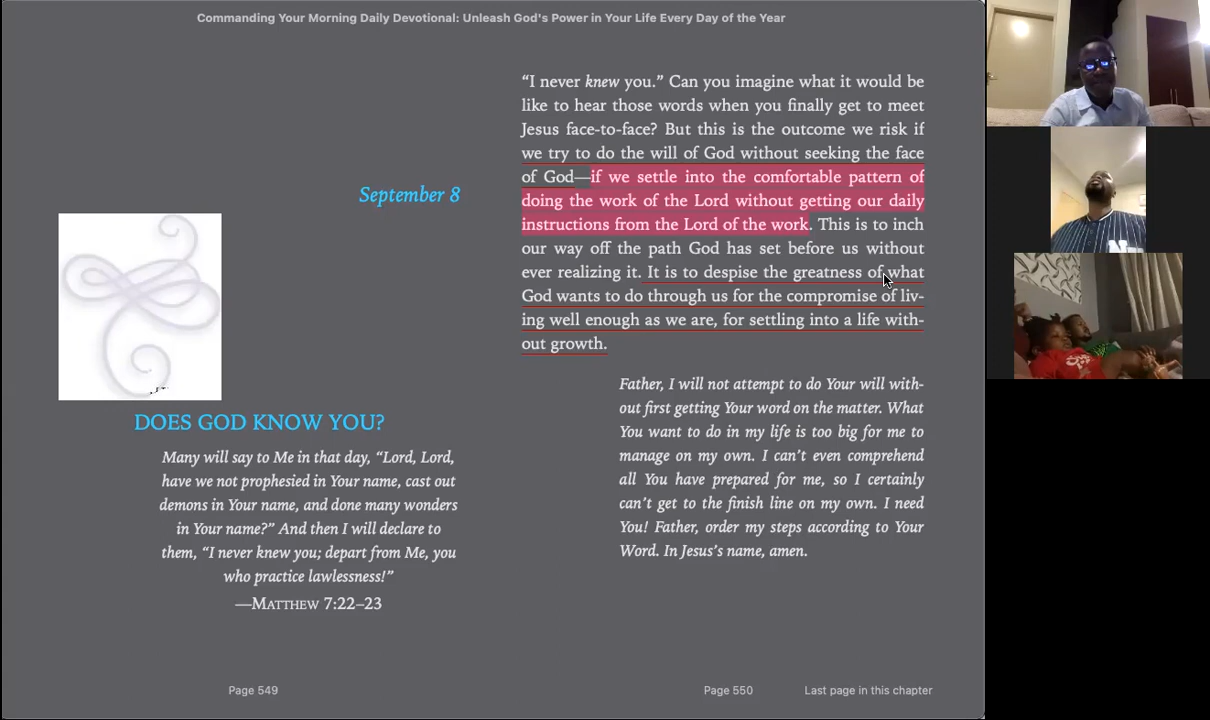 Commanding Your Morning Daily Devotional: Unleash God's Power in Your Life Every Day of the Year
September 8
DOES GOD KNOW YOU?
Many will say to Me in that day, “Lord, Lord,
have we not prophesied in Your name, cast out
demons in Your name, and done many wonders
in Your name?” And then I will declare to
them, “I never knew you; depart from Me, you
who practice lawlessness!”
—MATTHEW 7:22–23
Page 549
“I never knew you.” Can you imagine what it would be
like to hear those words when you finally get to meet
Jesus face-to-face? But this is the outcome we risk if
we try to do the will of God without seeking the face
of God—if we settle into the comfortable pattern of
doing the work of the Lord without getting our daily
instructions from the Lord of the work. This is to inch
our way off the path God has set before us without
ever realizing it. It is to despise the greatness of what
God wants to do through us for the compromise of liv-
ing well enough as we are, for settling into a life with-
out growth.
Father, I will not attempt to do Your will with-
out first getting Your word on the matter. What
You want to do in my life is too big for me to
manage on my own. I can’t even comprehend
all You have prepared for me, so I certainly
can’t get to the finish line on my own. I need
You! Father, order my steps according to Your
Word. In Jesus’s name, amen.
Page 550
Last page in this chapter